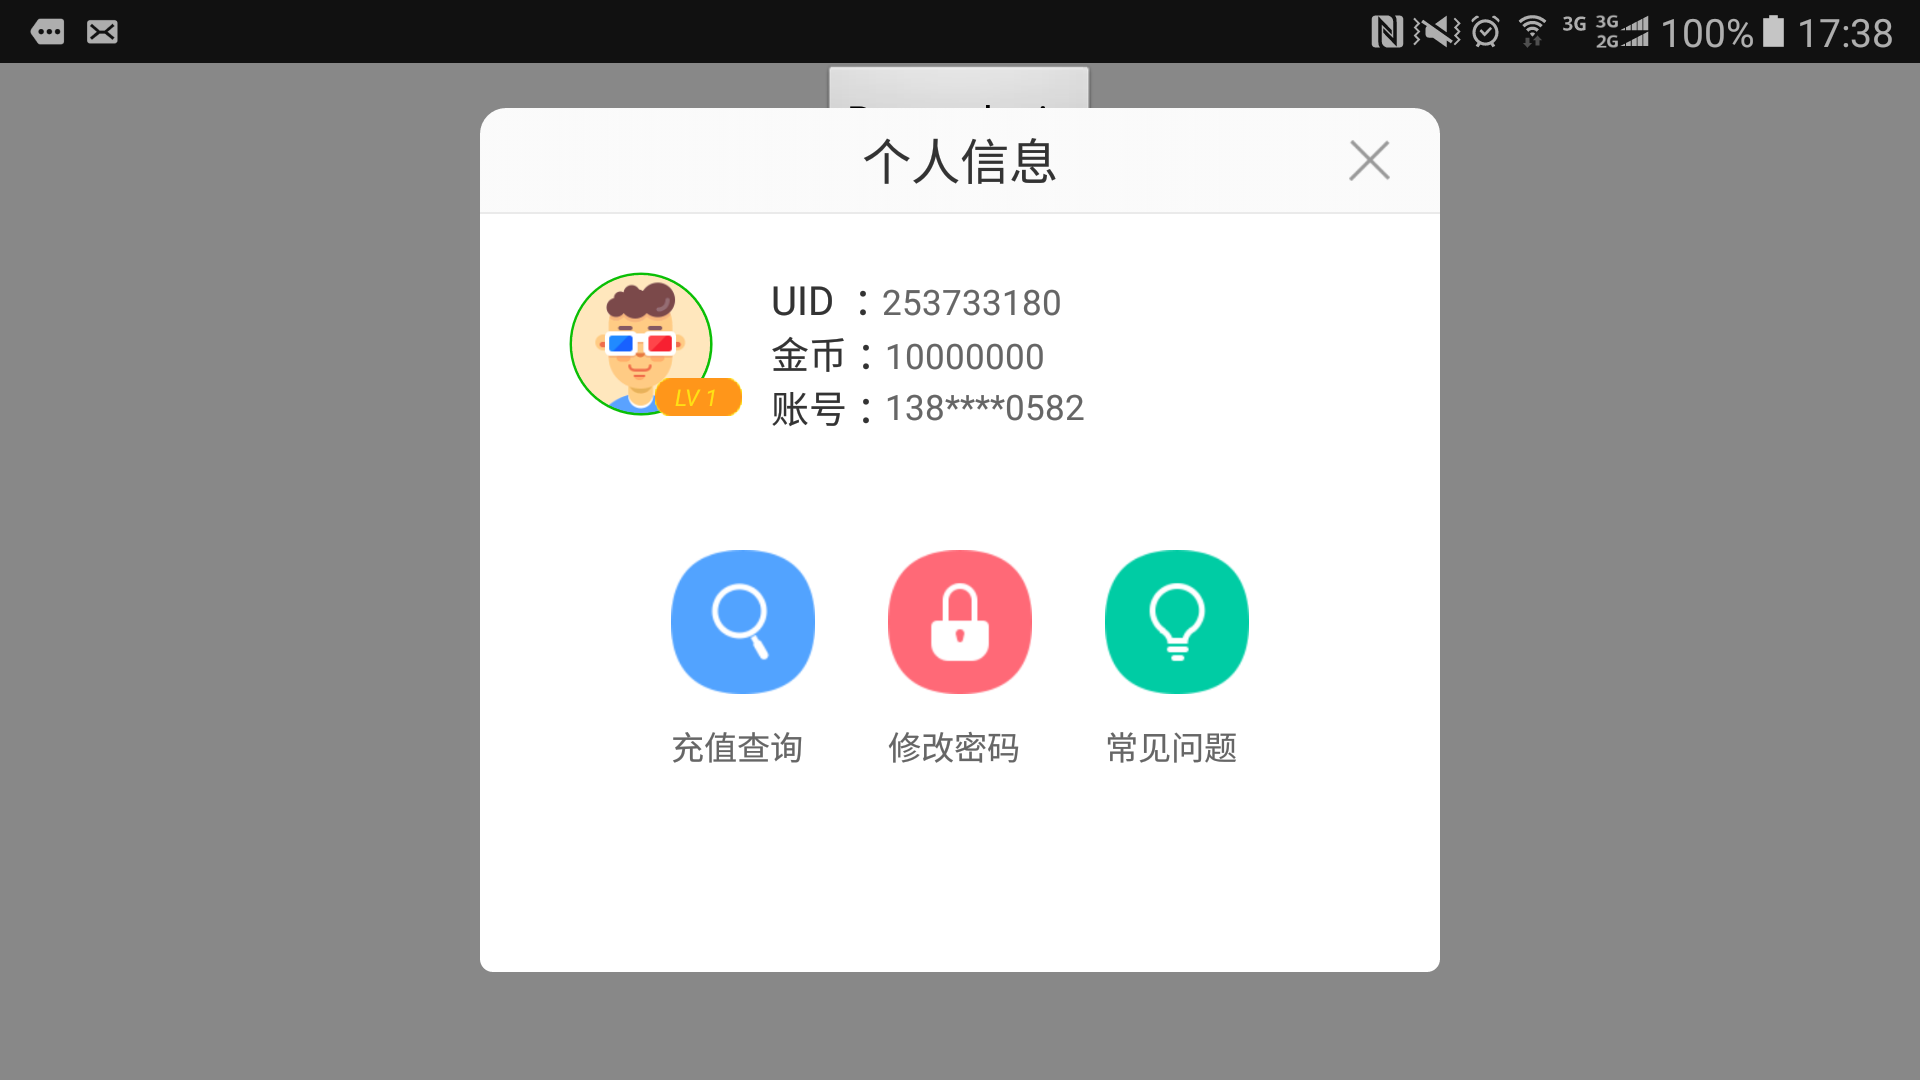 3G 3G 2G 100% 17:38
个人信息
UID ：253733180
金币：10000000
账号：138****0582
LV 1
充值查询 修改密码 常见问题